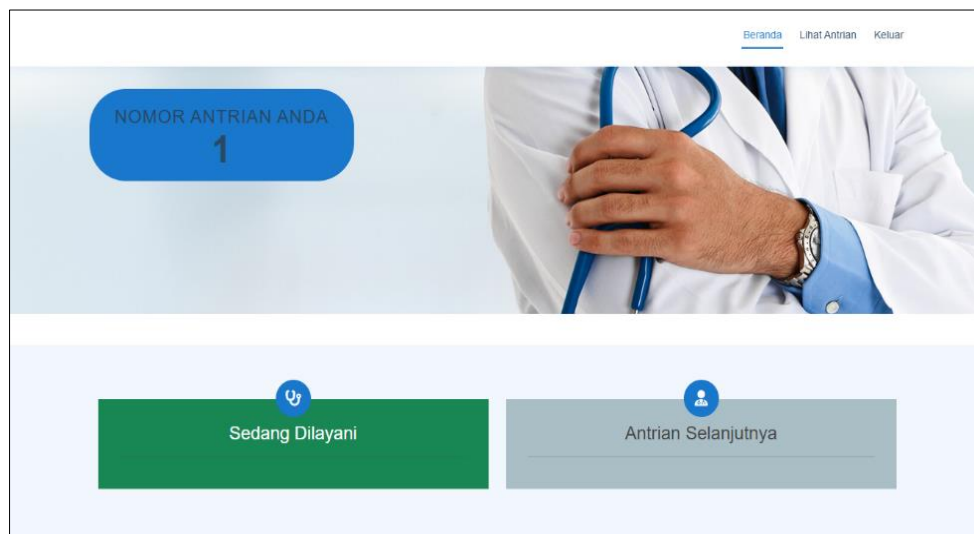 Beranda Lihat Antrian Keluar
NOMOR ANTRIAN ANDA
1
Sedang Dilayani
Antrian Selanjutnya